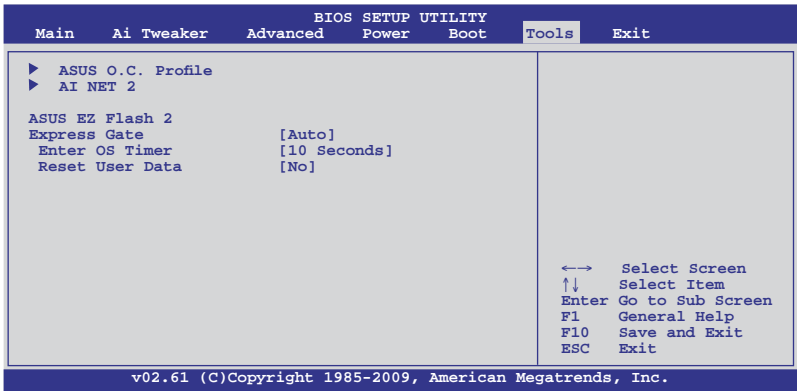 BIOS SETUP UTILITY
Main Ai Tweaker Advanced Power Boot Tools Exit
ASUS O.C. Profile
AI NET 2
ASUS EZ Flash 2
Express Gate [Auto]
Enter OS Timer [10 Seconds]
Reset User Data [No]
←→ Select Screen
↑↓ Select Item
Enter Go to Sub Screen
F1 General Help
F10 Save and Exit
ESC Exit
v02.61 (C)Copyright 1985-2009, American Megatrends, Inc.